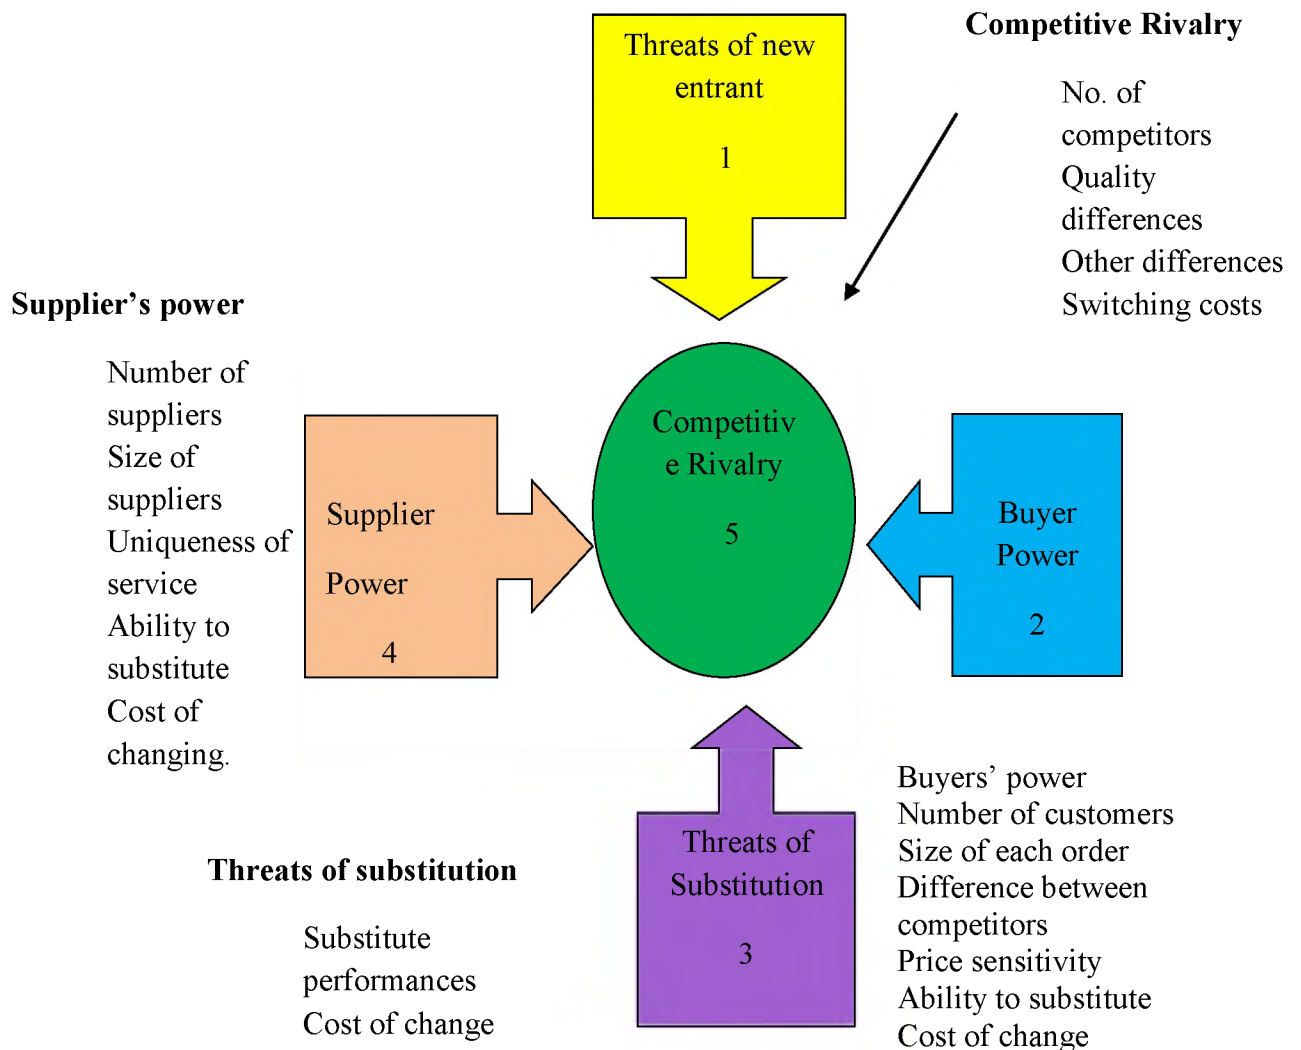 Threats of new
entrant
1
Competitive Rivalry
No. of
competitors
Quality
differences
Other differences
Switching costs
Supplier’s power
Number of
suppliers
Size of
suppliers
Uniqueness of
service
Ability to
substitute
Cost of
changing.
Supplier
Power
4
Competitiv
e Rivalry
5
Buyer
Power
2
Threats of substitution
Substitute
performances
Cost of change
Threats of
Substitution
3
Buyers’ power
Number of customers
Size of each order
Difference between
competitors
Price sensitivity
Ability to substitute
Cost of change